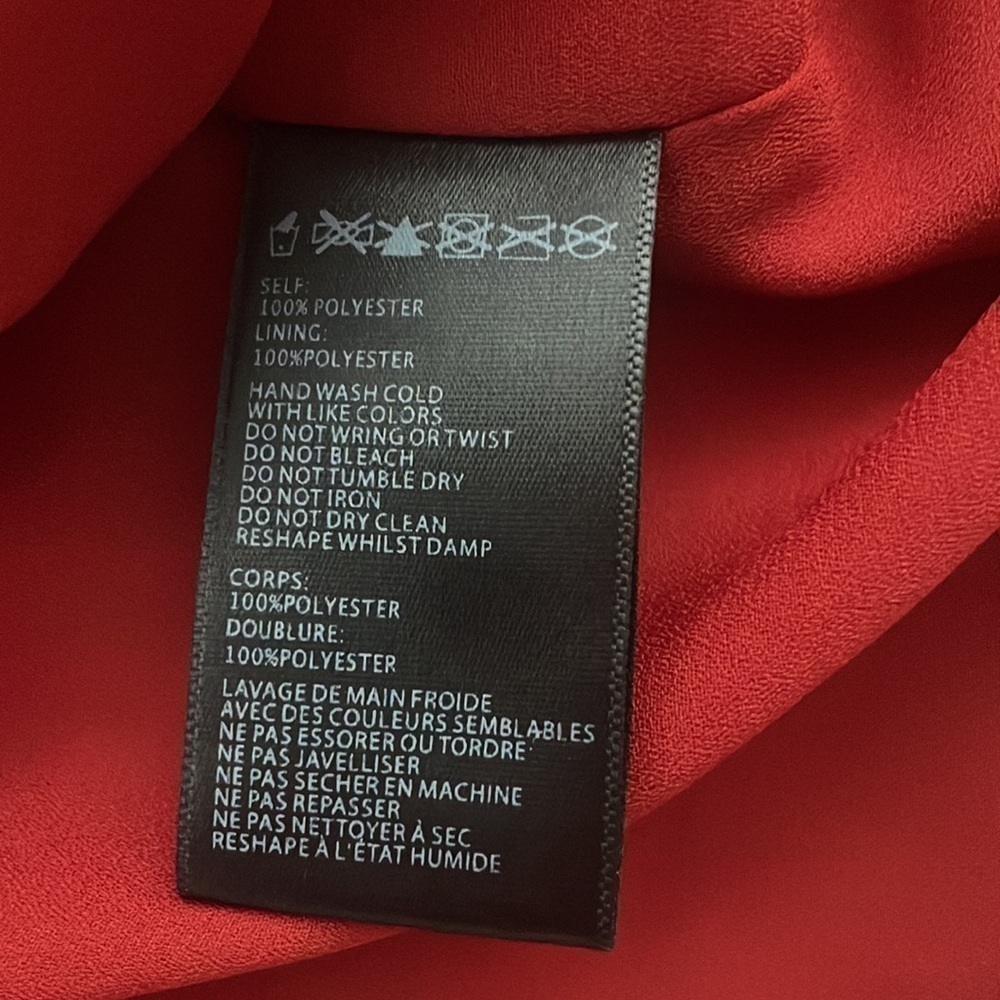 SELF:
100% POLYESTER
LINING:
100%POLYESTER
HAND WASH COLD
WITH LIKE COLORS
DO NOT WRING OR TWIST
DO NOT BLEACH
DO NOT TUMBLE DRY
DO NOT IRON
DO NOT DRY CLEAN
RESHAPE WHILST DAMP
CORPS:
100%POLYESTER
DOUBLURE:
100%POLYESTER
LAVAGE DE MAIN FROIDE
AVEC DES COULEURS SEMBLABLES
NE PAS ESSORER OU TORDRE
NE PAS JAVELLISER
NE PAS SECHER EN MACHINE
NE PAS REPASSER
NE PAS NETTOYER À SEC
RESHAPE À L'ÉTAT HUMIDE